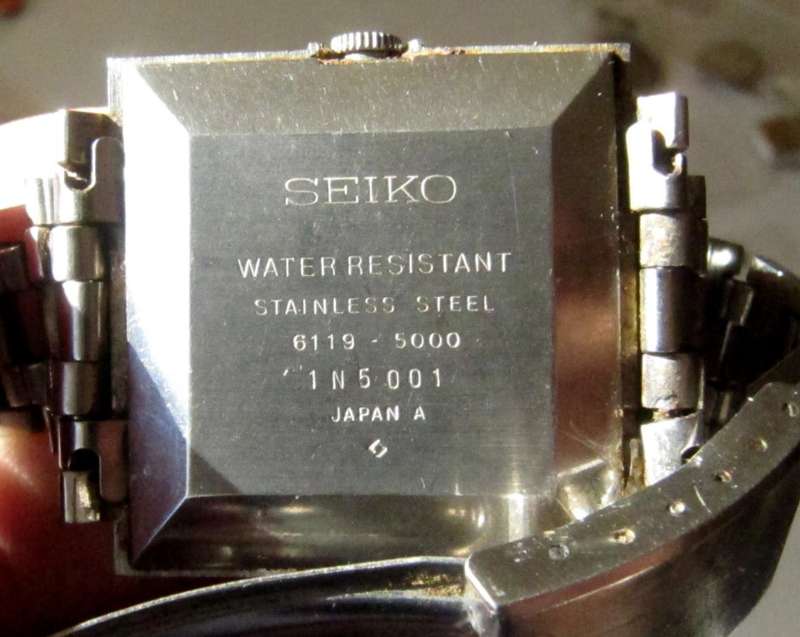 SEIKO
WATER RESISTANT
STAINLESS STEEL
6119 - 5000
1N5001
JAPAN A